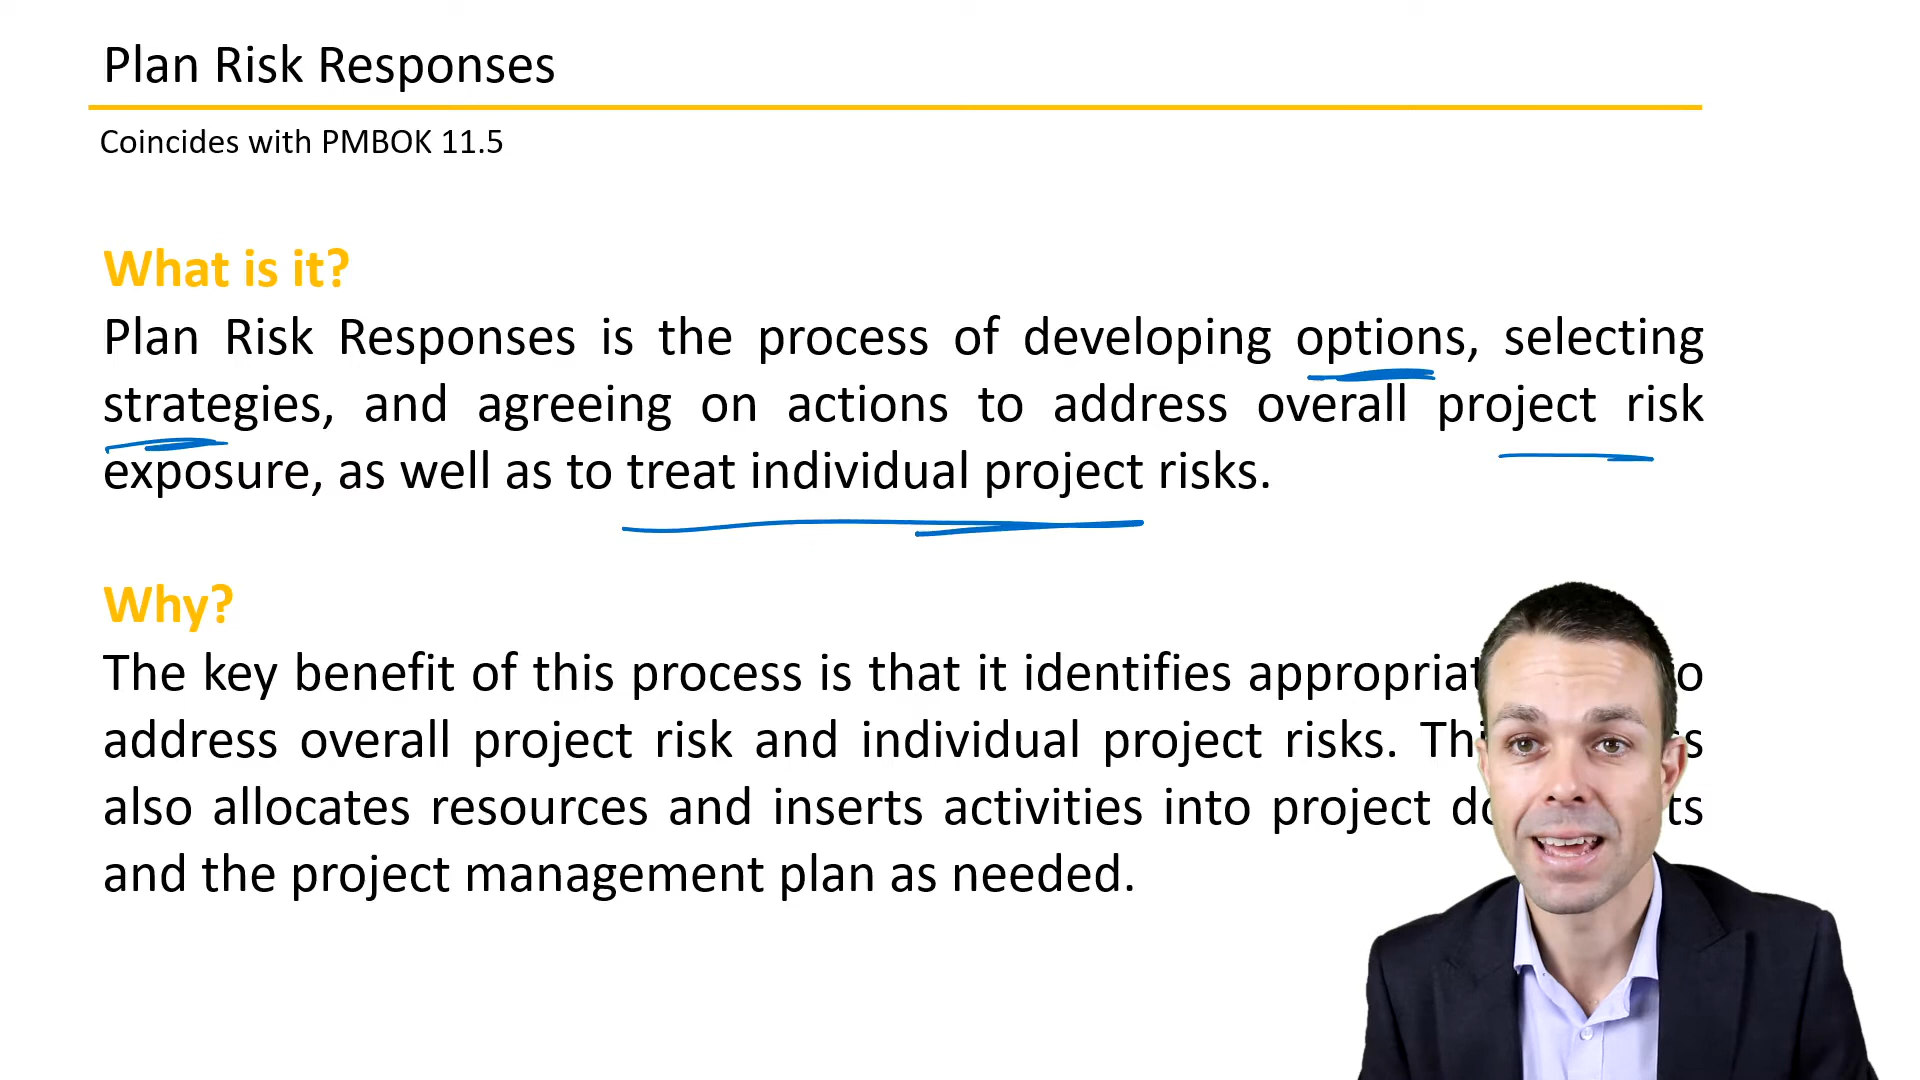 Plan Risk Responses
Coincides with PMBOK 11.5
What is it?
Plan Risk Responses is the process of developing options, selecting
strategies, and agreeing on actions to address overall project risk
exposure, as well as to treat individual project risks.
Why?
The key benefit of this process is that it identifies
address overall project risk and individual project risks.
also allocates resources and inserts activities into project
and the project management plan as needed.